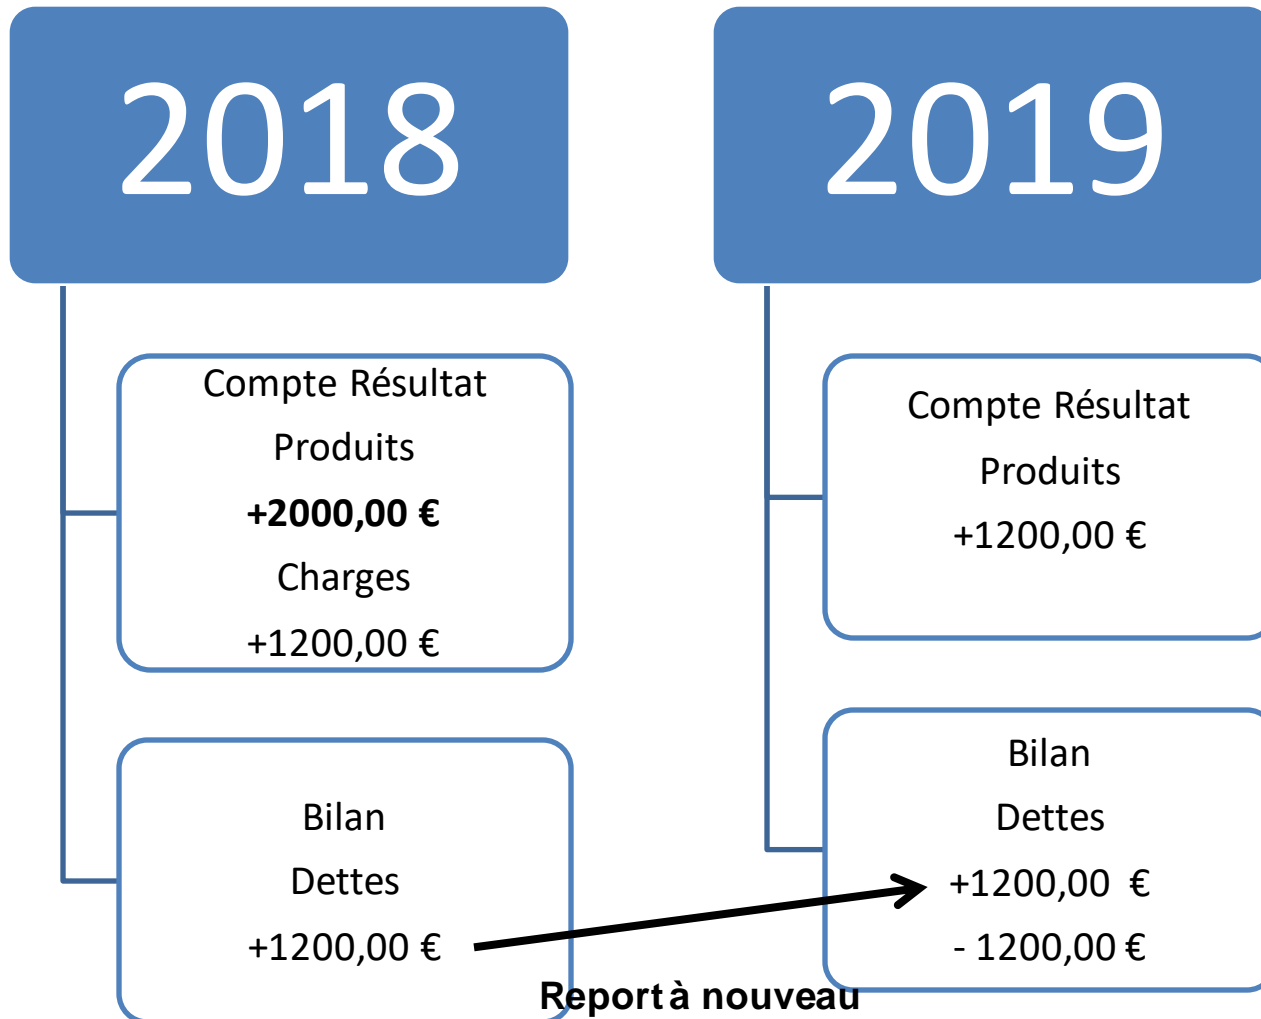 2018
Compte Résultat
Produits
+2000,00 €
Charges
+1200,00 €
Bilan
Dettes
+1200,00 €
2019
Compte Résultat
Produits
+1200,00 €
Bilan
Dettes
+1200,00 €
- 1200,00 €
Report à nouveau